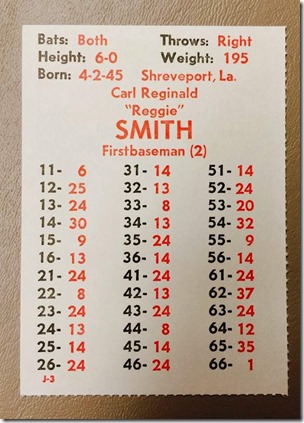 Bats: Both Throws: Right
Height: 6-0 Weight: 195
Born: 4-2-45 Shreveport, La.
Carl Reginald
"Reggie"
SMITH
Firstbaseman (2)
11- 6 31- 14 51- 14
12- 25 32- 13 52- 24
13- 24 33- 8 53- 20
14- 30 34- 13 54- 32
15- 9 35- 24 55- 9
16- 13 36- 14 56- 24
21- 24 41- 24 61- 24
22- 8 42- 13 62- 37
23- 24 43- 24 63- 24
24- 13 44- 8 64- 12
25- 14 45- 14 65- 35
26- 24 46- 24 66- 1
J-3